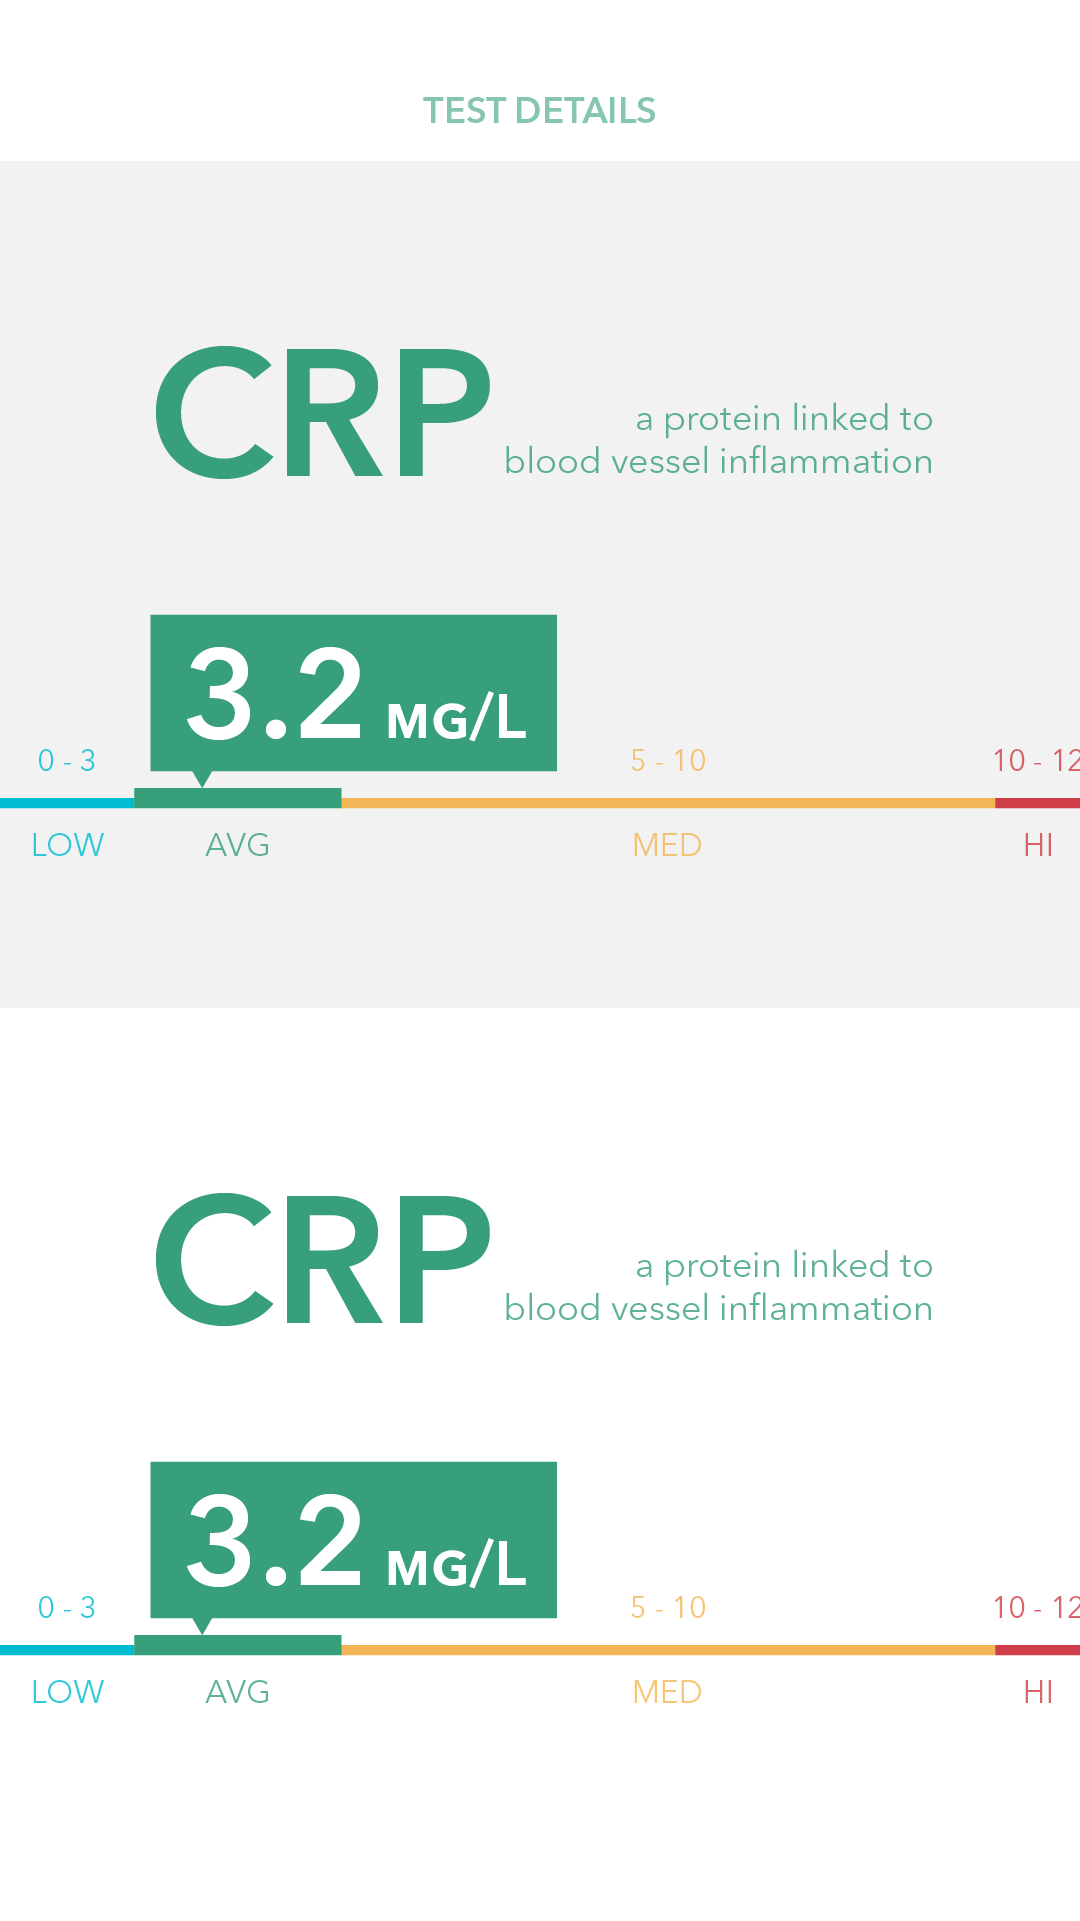 TEST DETAILS
CRP
a protein linked to
blood vessel inflammation
3.2 MG/L
0 - 3
5 - 10
10 - 12
LOW
AVG
MED
HI
CRP
a protein linked to
blood vessel inflammation
3.2 MG/L
0 - 3
5 - 10
10 - 12
LOW
AVG
MED
HI